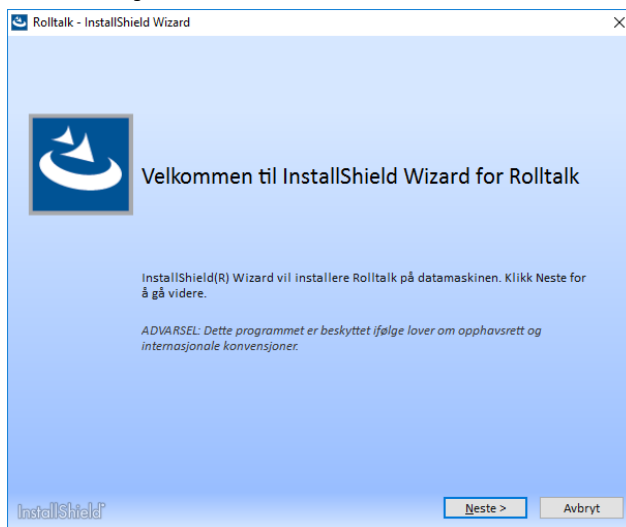 Rolltalk - InstallShield Wizard
Velkommen til InstallShield Wizard for Rolltalk
InstallShield(R) Wizard vil installere Rolltalk på datamaskinen. Klikk Neste for
å gå videre.
ADVARSEL: Dette programmet er beskyttet ifølge lover om opphavsrett og
internasjonale konvensjoner.
InstallShield
Neste > Avbryt